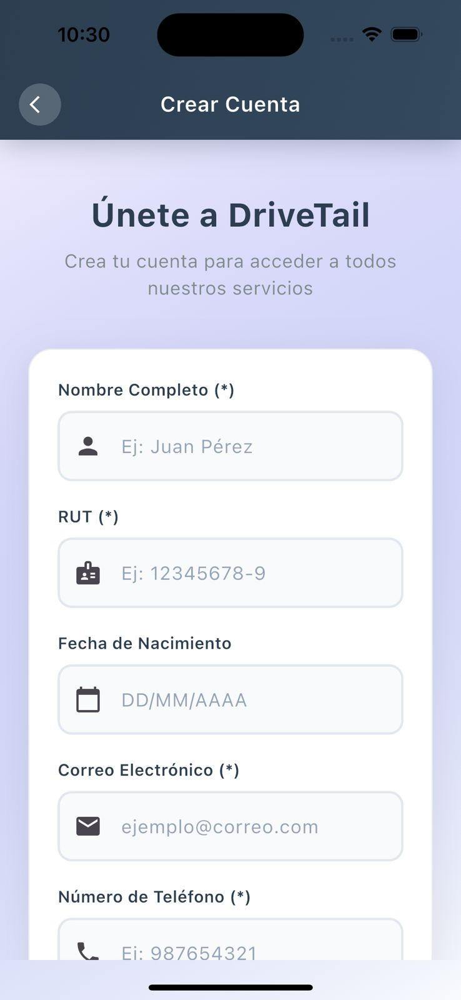 10:30
Crear Cuenta
Únete a DriveTail
Crea tu cuenta para acceder a todos
nuestros servicios
Nombre Completo (*)
Ej: Juan Pérez
RUT (*)
Ej: 12345678-9
Fecha de Nacimiento
DD/MM/AAAA
Correo Electrónico (*)
ejemplo@correo.com
Número de Teléfono (*)
Ej: 987654321